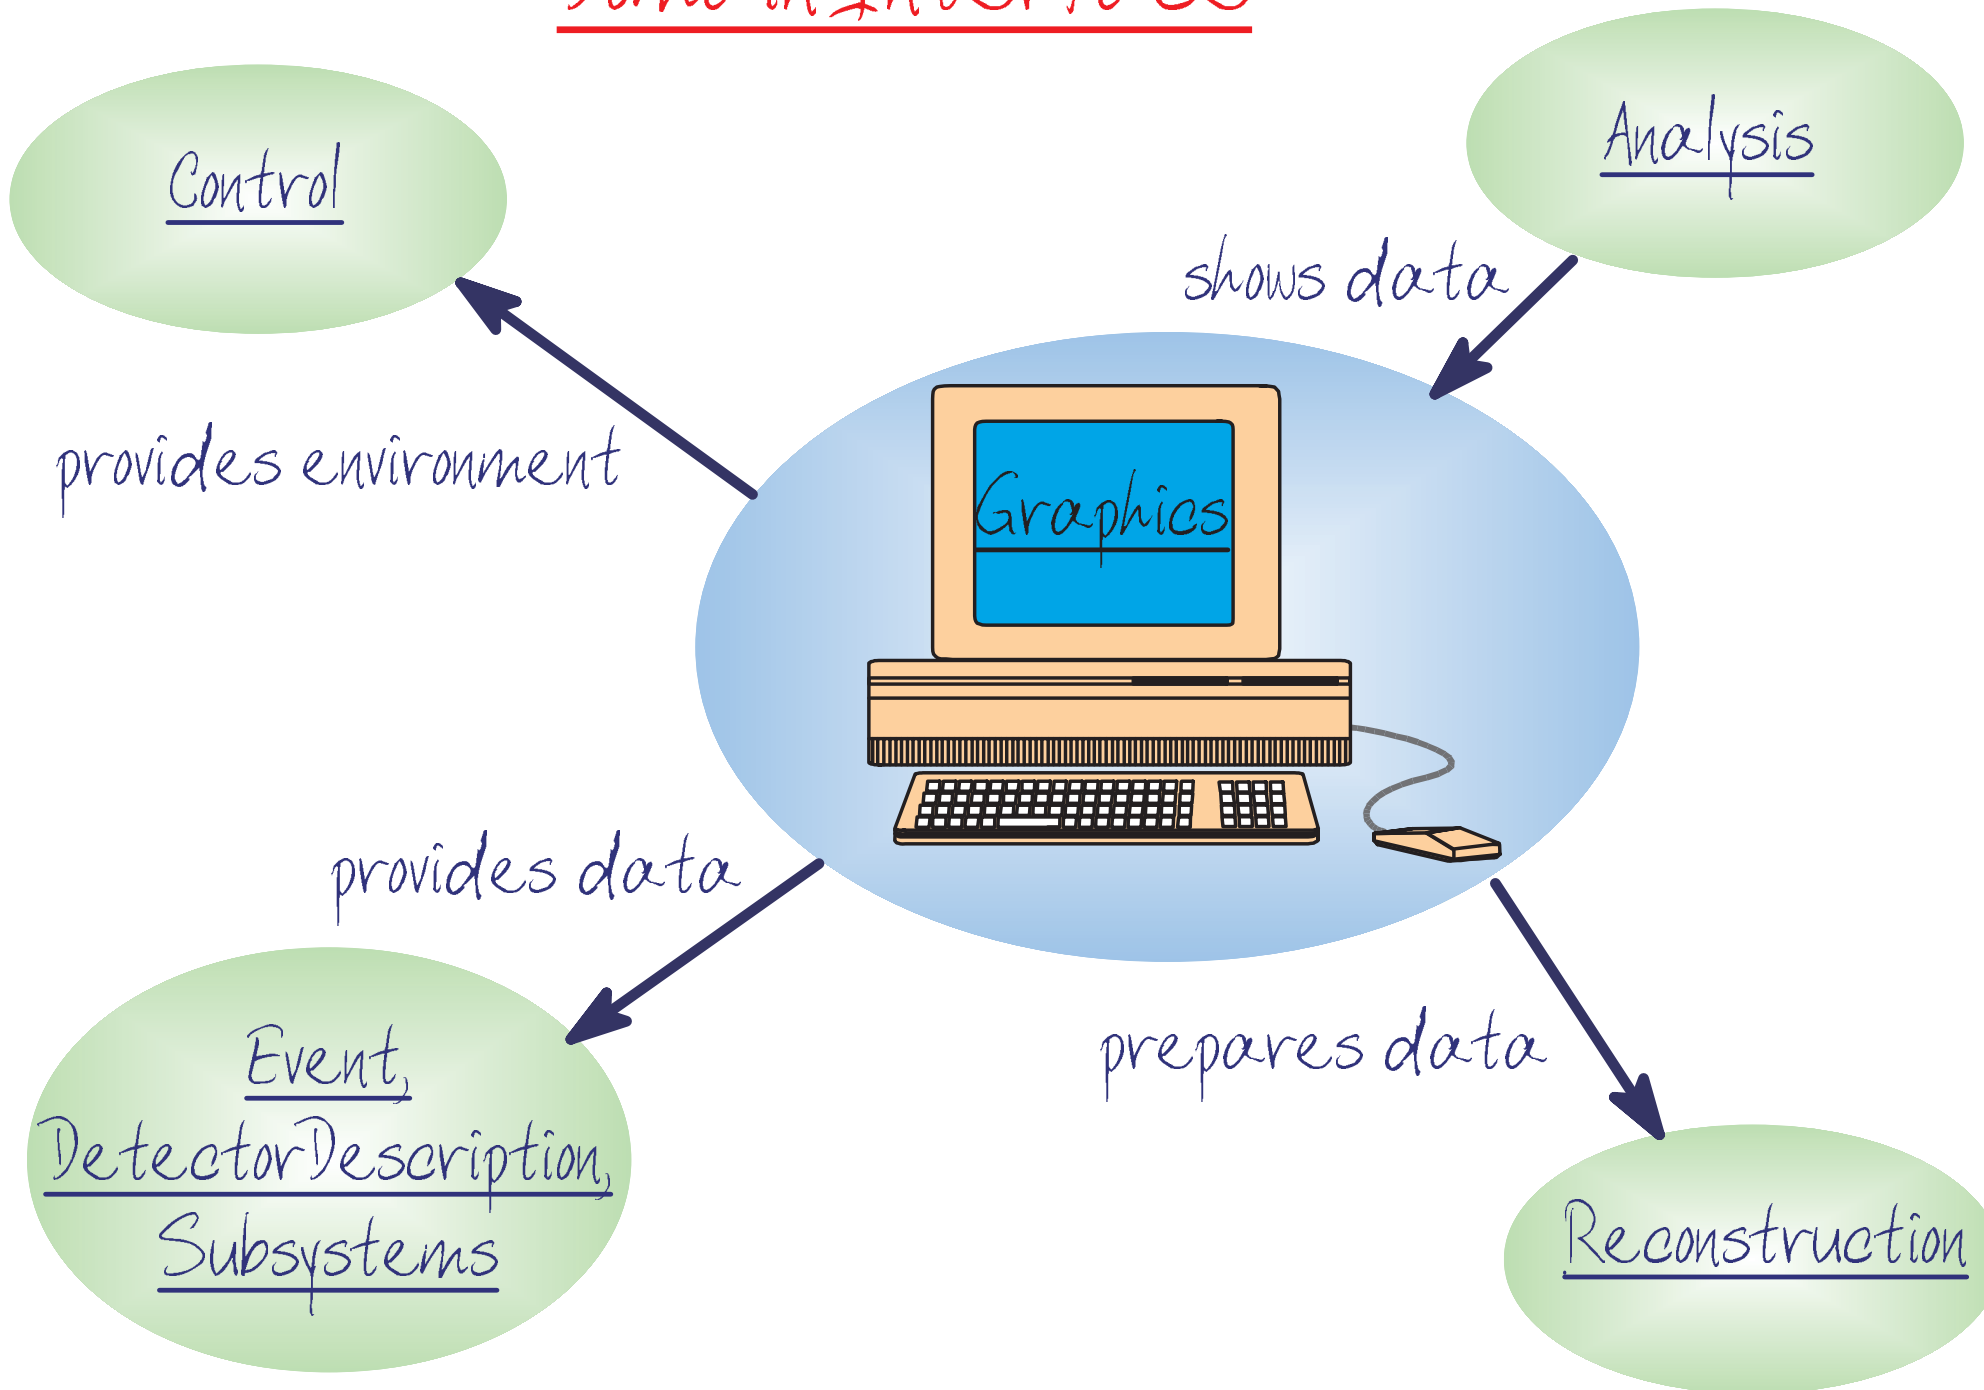 Control
Analysis
shows data
provides environment
Graphics
provides data
prepares data
Event,
DetectorDescription,
Subsystems
Reconstruction